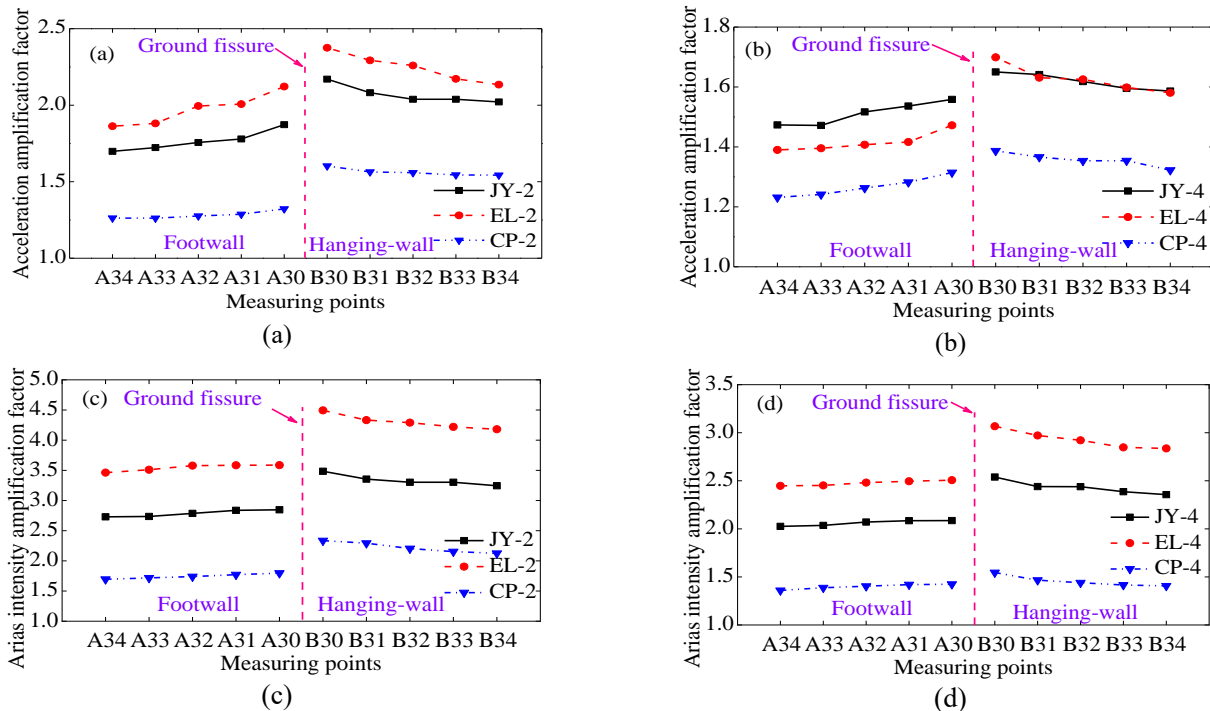 Acceleration amplification factor
2.5
2.0
1.5
1.0
(a)
Ground fissure
JY-2
EL-2
CP-2
Footwall
Hanging-wall
A34 A33 A32 A31 A30 B30 B31 B32 B33 B34
Measuring points
(a)
Acceleration amplification factor
1.8
1.6
1.4
1.2
1.0
(b)
Ground fissure
JY-4
EL-4
CP-4
Footwall
Hanging-wall
A34 A33 A32 A31 A30 B30 B31 B32 B33 B34
Measuring points
(b)
Arias intensity amplification factor
5.0
4.5
4.0
3.5
3.0
2.5
2.0
1.5
1.0
(c)
Ground fissure
JY-2
EL-2
CP-2
Footwall
Hanging-wall
A34 A33 A32 A31 A30 B30 B31 B32 B33 B34
Measuring points
(c)
Arias intensity amplification factor
3.5
3.0
2.5
2.0
1.5
1.0
(d)
Ground fissure
JY-4
EL-4
CP-4
Footwall
Hanging-wall
A34 A33 A32 A31 A30 B30 B31 B32 B33 B34
Measuring points
(d)